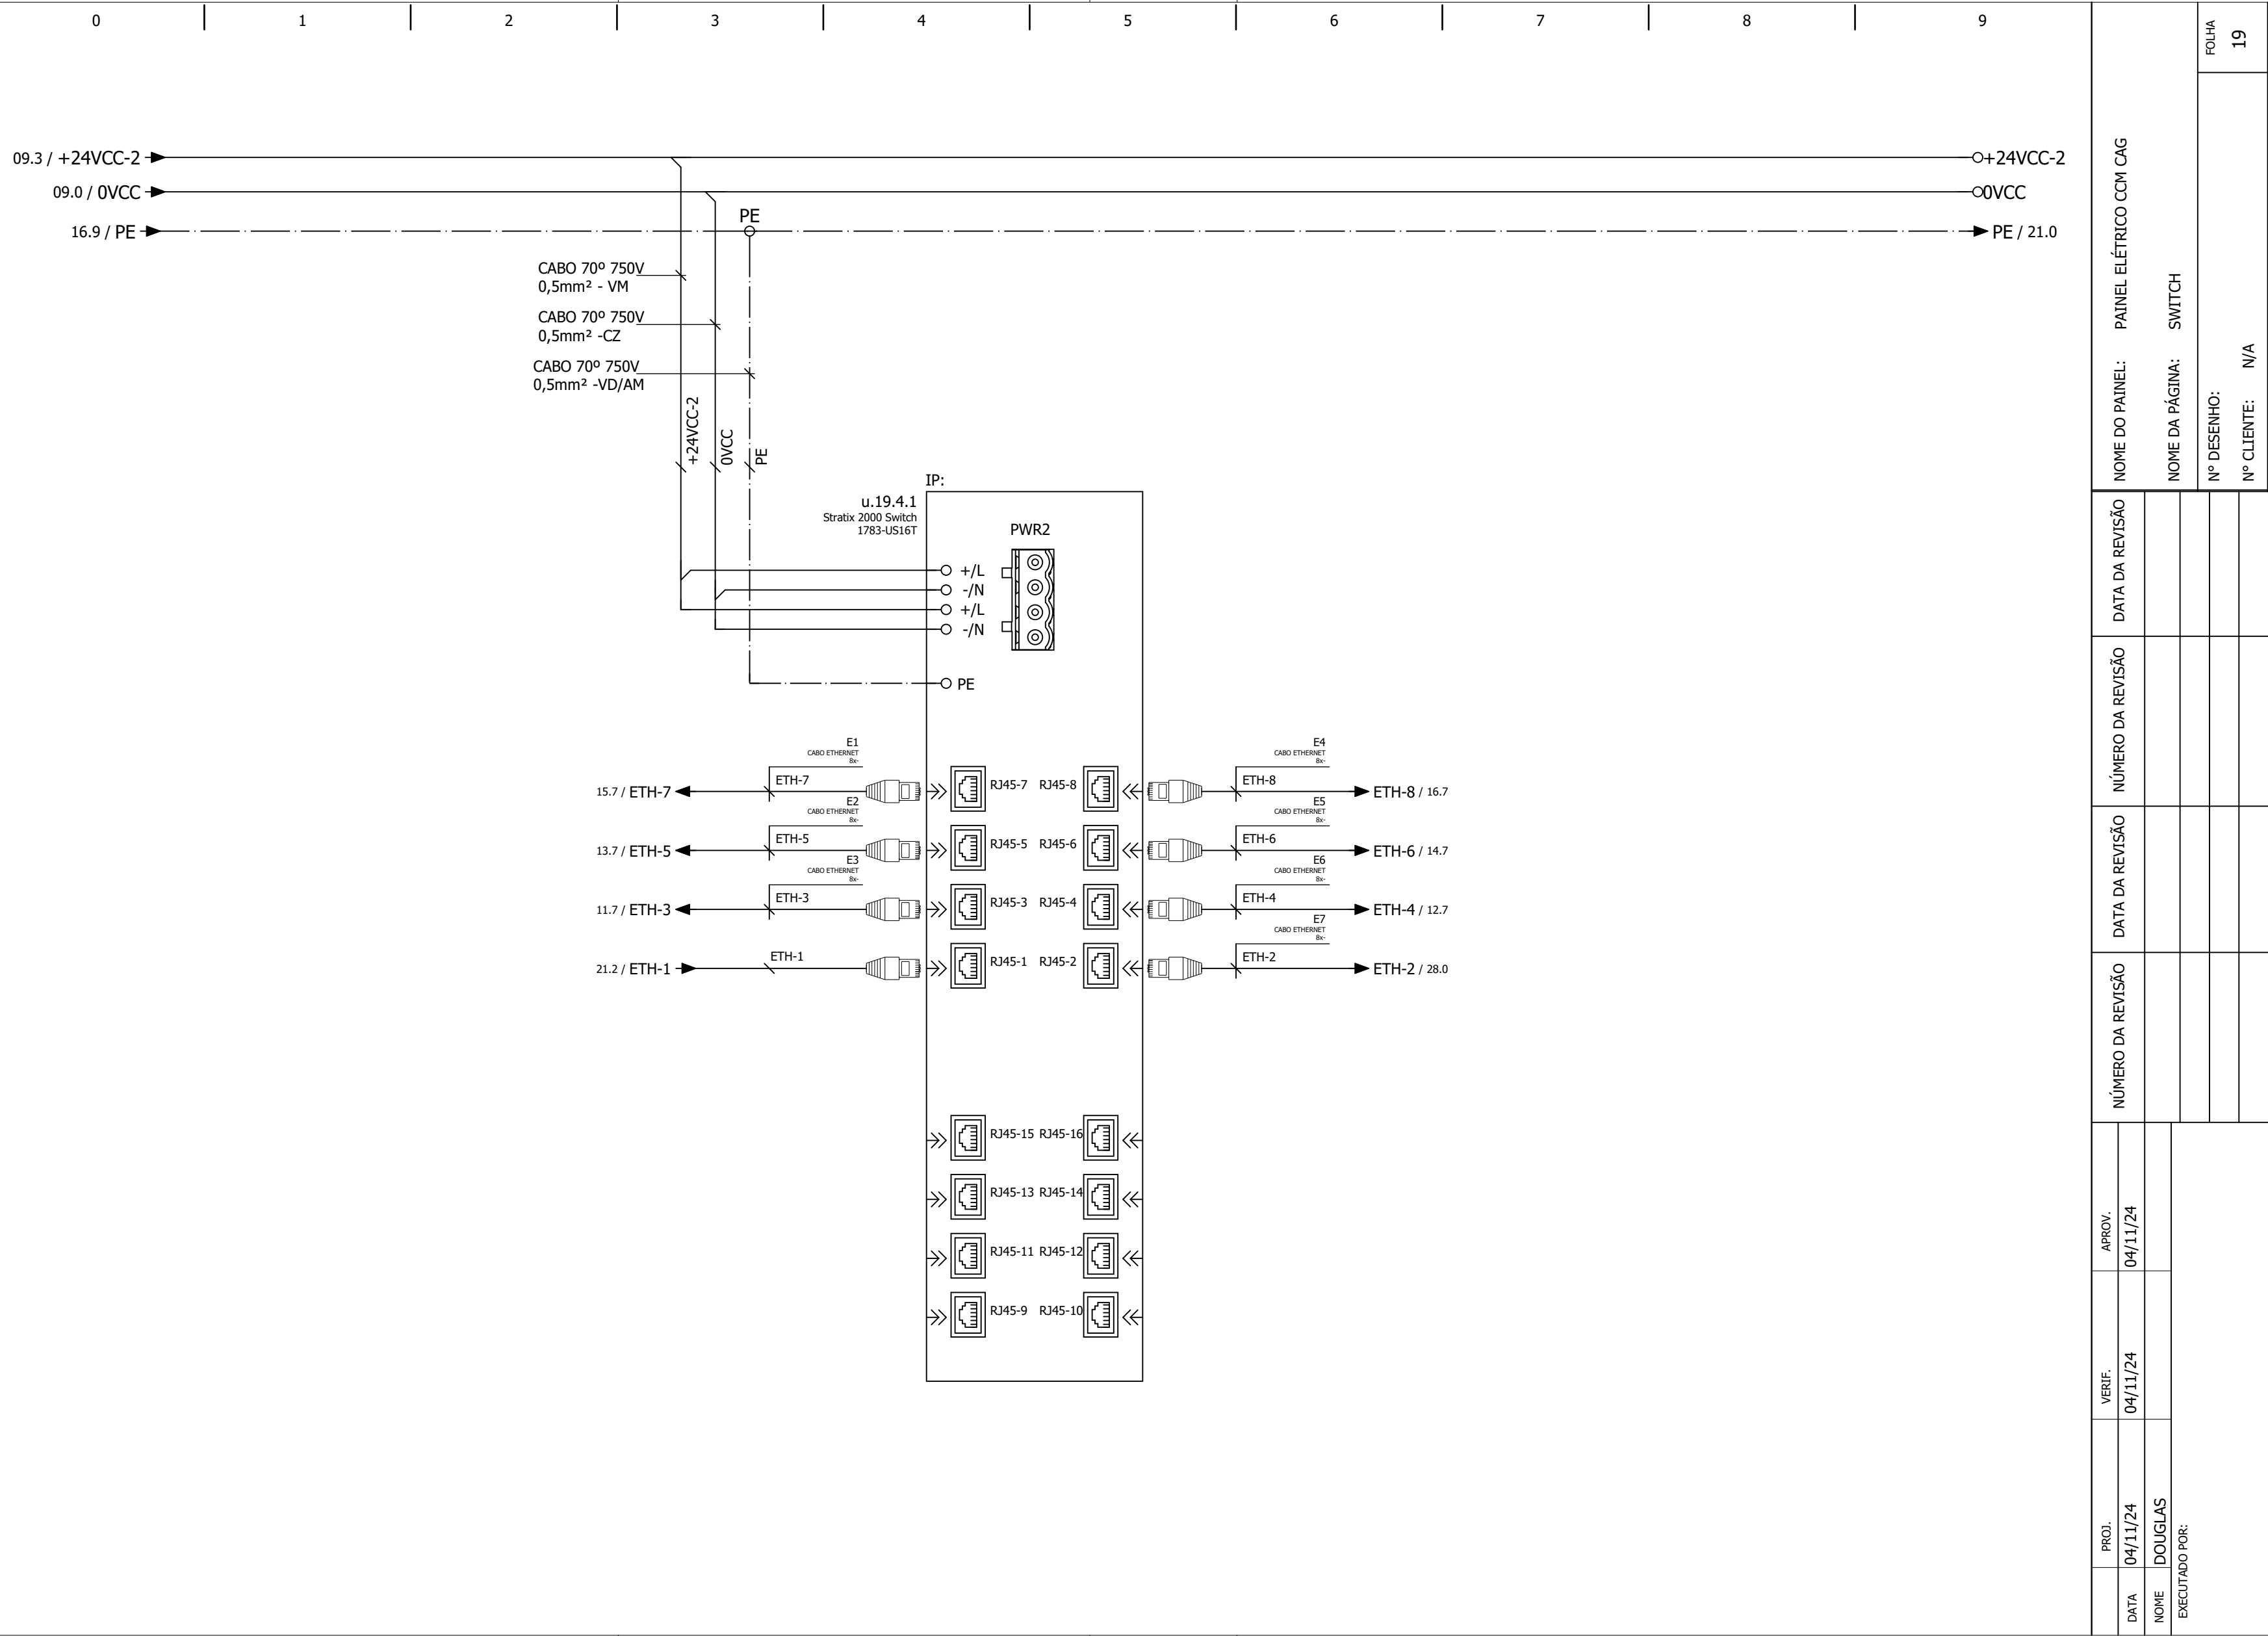 0 1 2 3 4 5 6 7 8 9
09.3 / +24VCC-2
+24VCC-2
09.0 / 0VCC
0VCC
16.9 / PE
PE
PE / 21.0
CABO 70º 750V
0,5mm² - VM
CABO 70º 750V
0,5mm² -CZ
CABO 70º 750V
0,5mm² -VD/AM
+24VCC-2
0VCC
PE
IP:
u.19.4.1
Stratix 2000 Switch
1783-US16T
PWR2
+/L
-/N
+/L
-/N
PE
E1
CABO ETHERNET
8x-
ETH-7
15.7 / ETH-7
RJ45-7 RJ45-8
E4
CABO ETHERNET
8x-
ETH-8
ETH-8 / 16.7
E2
CABO ETHERNET
8x-
ETH-5
13.7 / ETH-5
RJ45-5 RJ45-6
E5
CABO ETHERNET
8x-
ETH-6
ETH-6 / 14.7
E3
CABO ETHERNET
8x-
ETH-3
11.7 / ETH-3
RJ45-3 RJ45-4
E6
CABO ETHERNET
8x-
ETH-4
ETH-4 / 12.7
ETH-1
21.2 / ETH-1
RJ45-1 RJ45-2
E7
CABO ETHERNET
8x-
ETH-2
ETH-2 / 28.0
RJ45-15 RJ45-16
RJ45-13 RJ45-14
RJ45-11 RJ45-12
RJ45-9 RJ45-10
PROJ. VERIF. APROV.
DATA 04/11/24 04/11/24 04/11/24
NOME DOUGLAS
EXECUTADO POR:
NÚMERO DA REVISÃO DATA DA REVISÃO NÚMERO DA REVISÃO DATA DA REVISÃO
NOME DO PAINEL: PAINEL ELÉTRICO CCM CAG
NOME DA PÁGINA: SWITCH
N° DESENHO:
N° CLIENTE: N/A
FOLHA
19